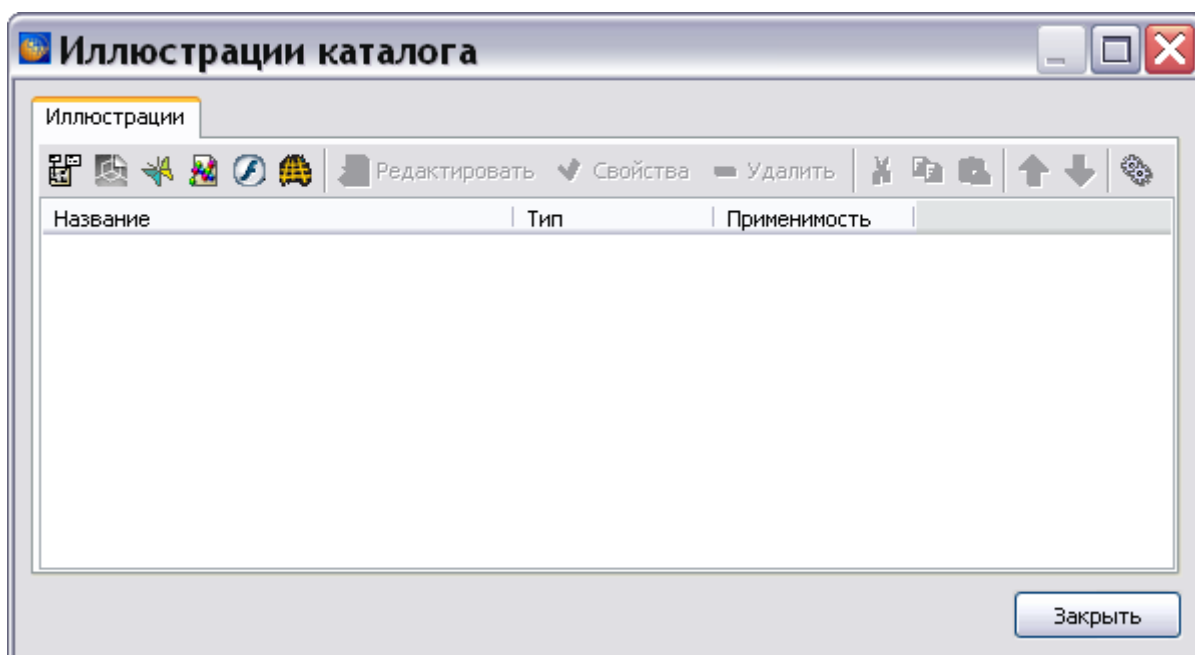 Иллюстрации каталога
Иллюстрации
Редактировать Свойства Удалить
Название Тип Применимость
Закрыть